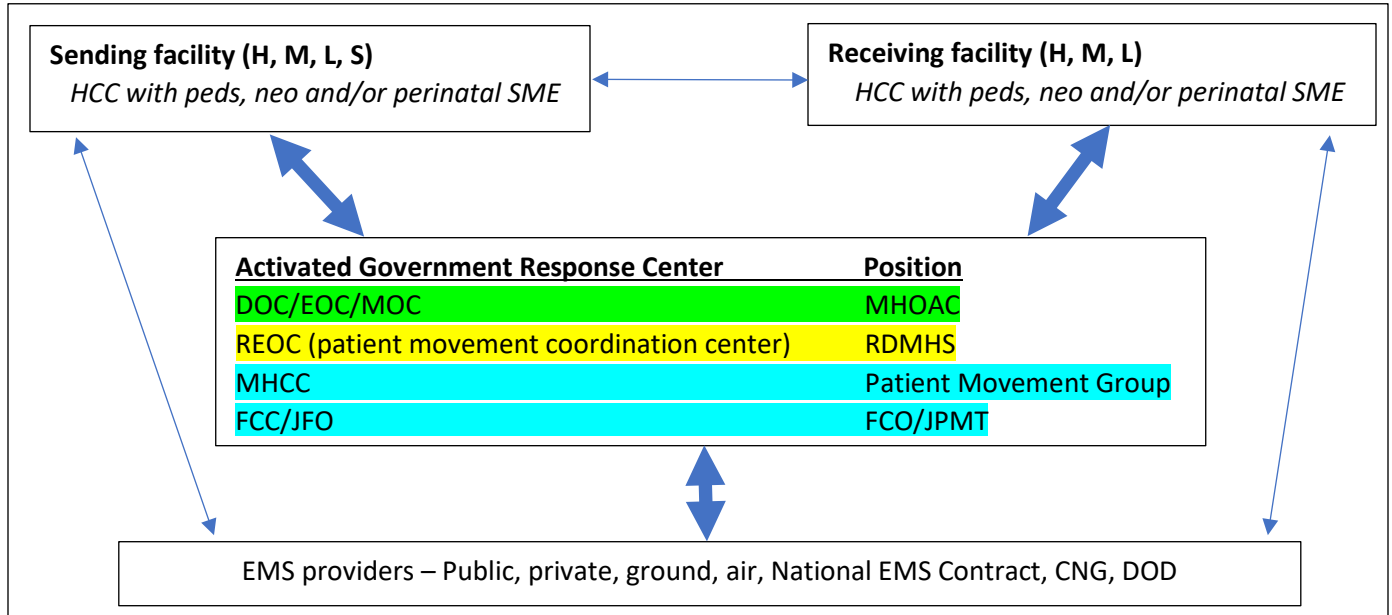 Sending facility (H, M, L, S)
HCC with peds, neo and/or perinatal SME
Receiving facility (H, M, L)
HCC with peds, neo and/or perinatal SME
Activated Government Response Center Position
DOC/EOC/MOC MHOAC
REOC (patient movement coordination center) RDMHS
MHCC Patient Movement Group
FCC/JFO FCO/JPMT
EMS providers – Public, private, ground, air, National EMS Contract, CNG, DOD